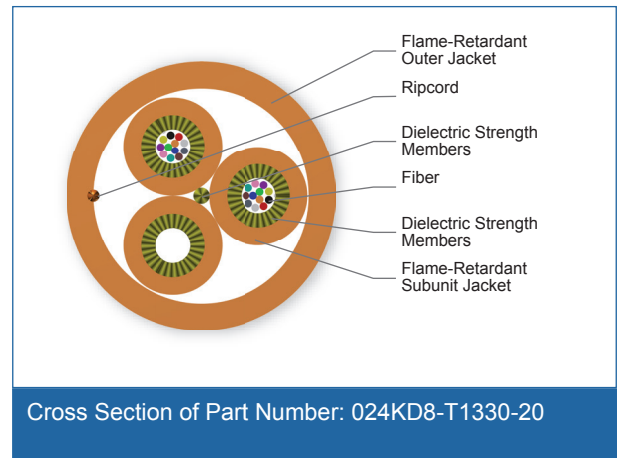 Flame-Retardant
Outer Jacket
Ripcord
Dielectric Strength
Members
Fiber
Dielectric Strength
Members
Flame-Retardant
Subunit Jacket
Cross Section of Part Number: 024KD8-T1330-20